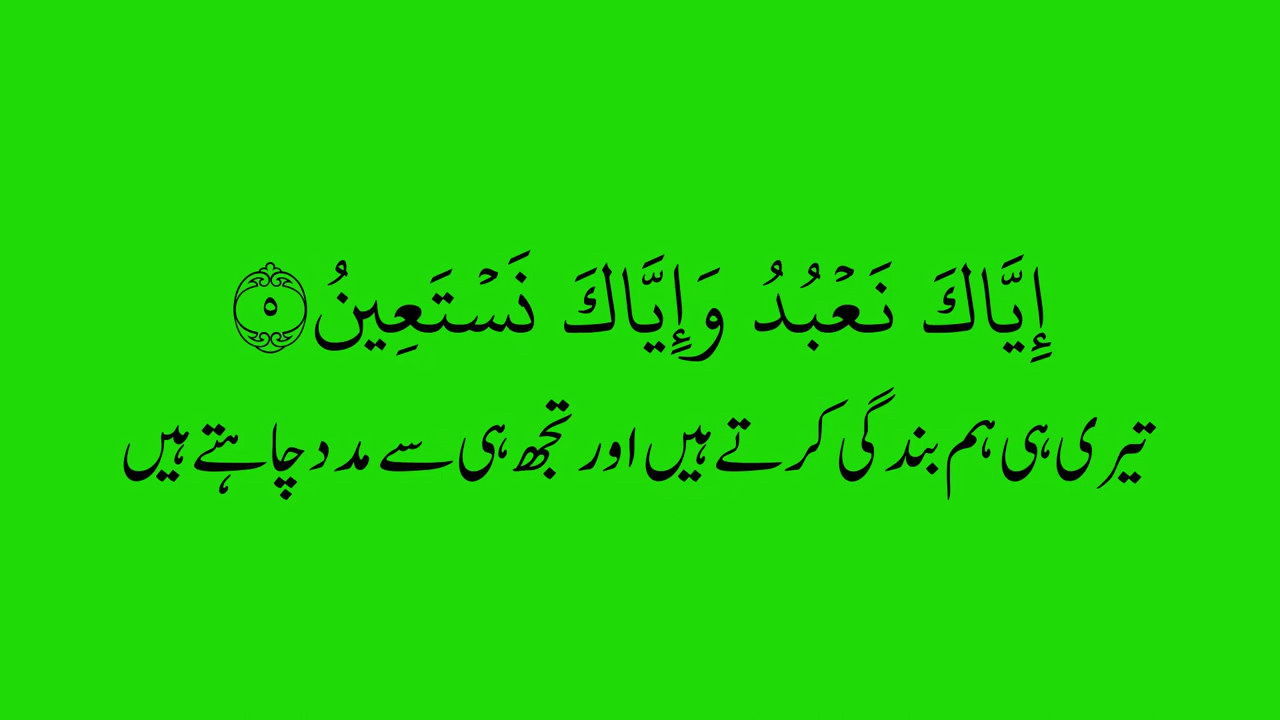 إِيَّاكَ نَعۡبُدُ وَإِيَّاكَ نَسۡتَعِينُ ٥
تیری ہی ہم بندگی کرتے ہیں اور تجھ ہی سے مدد چاہتے ہیں